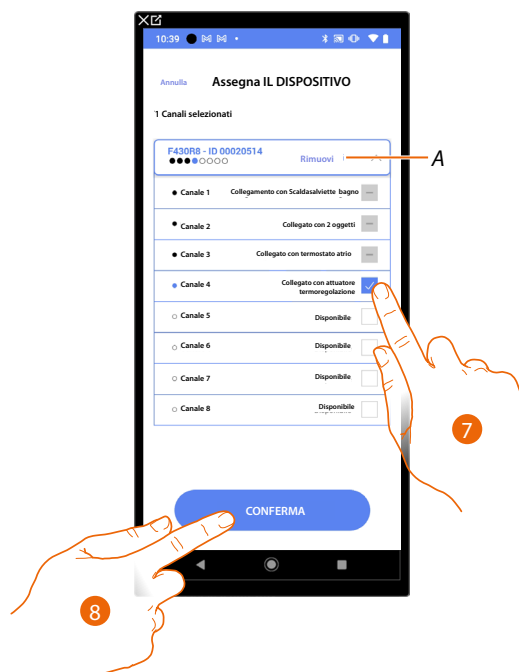 10:39
Annulla Assegna IL DISPOSITIVO
1 Canali selezionati
F430R8 - ID 00020514
Rimuovi
A
Canale 1 Collegamento con Scaldasalviette bagno
Canale 2 Collegato con 2 oggetti
Canale 3 Collegato con termostato atrio
Canale 4 Collegato con attuatore
termoregolazione
Canale 5 Disponibile
Canale 6 Disponibile
Canale 7 Disponibile
Canale 8 Disponibile
7
CONFERMA
8